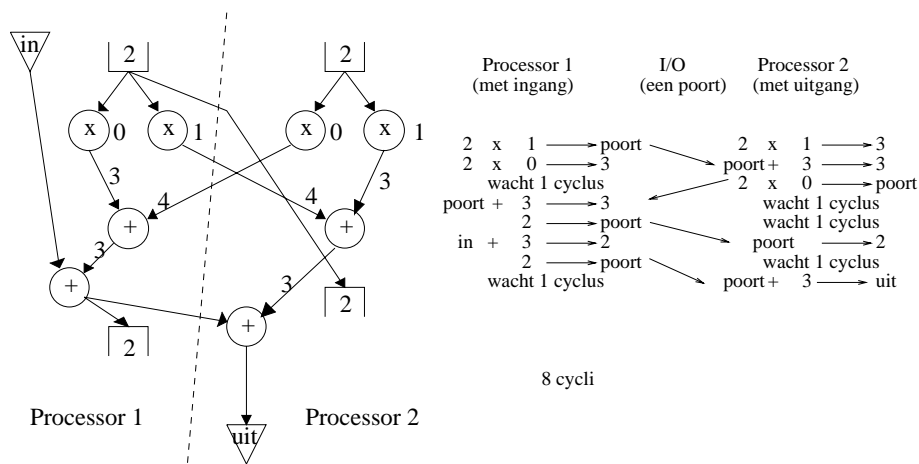 in
2
2
x 0
x 1
x 0
x 1
3
4
4
3
+
+
3
3
+
2
+
2
Processor 1
Processor 2
uit
Processor 1
(met ingang)
I/O
(een poort)
Processor 2
(met uitgang)
2 x 1 poort
2 x 0 3
wacht 1 cyclus
poort + 3 3
2 poort
in + 3 2
2 poort
wacht 1 cyclus
2 x 1 3
poort + 3 3
2 x 0 poort
wacht 1 cyclus
wacht 1 cyclus
poort 2
wacht 1 cyclus
poort + 3 uit
8 cycli